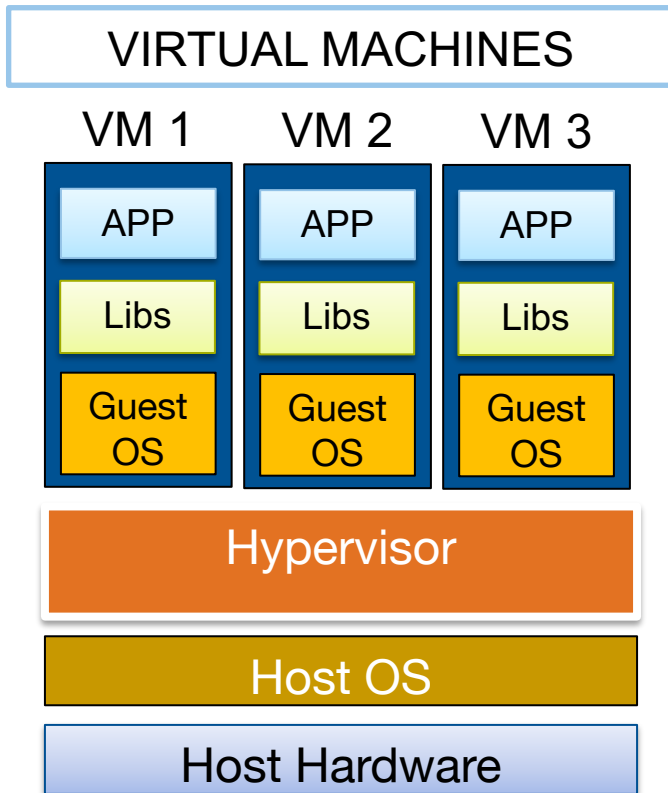 VIRTUAL MACHINES
VM 1 VM 2 VM 3
APP APP APP
Libs Libs Libs
Guest Guest Guest
OS OS OS
Hypervisor
Host OS
Host Hardware